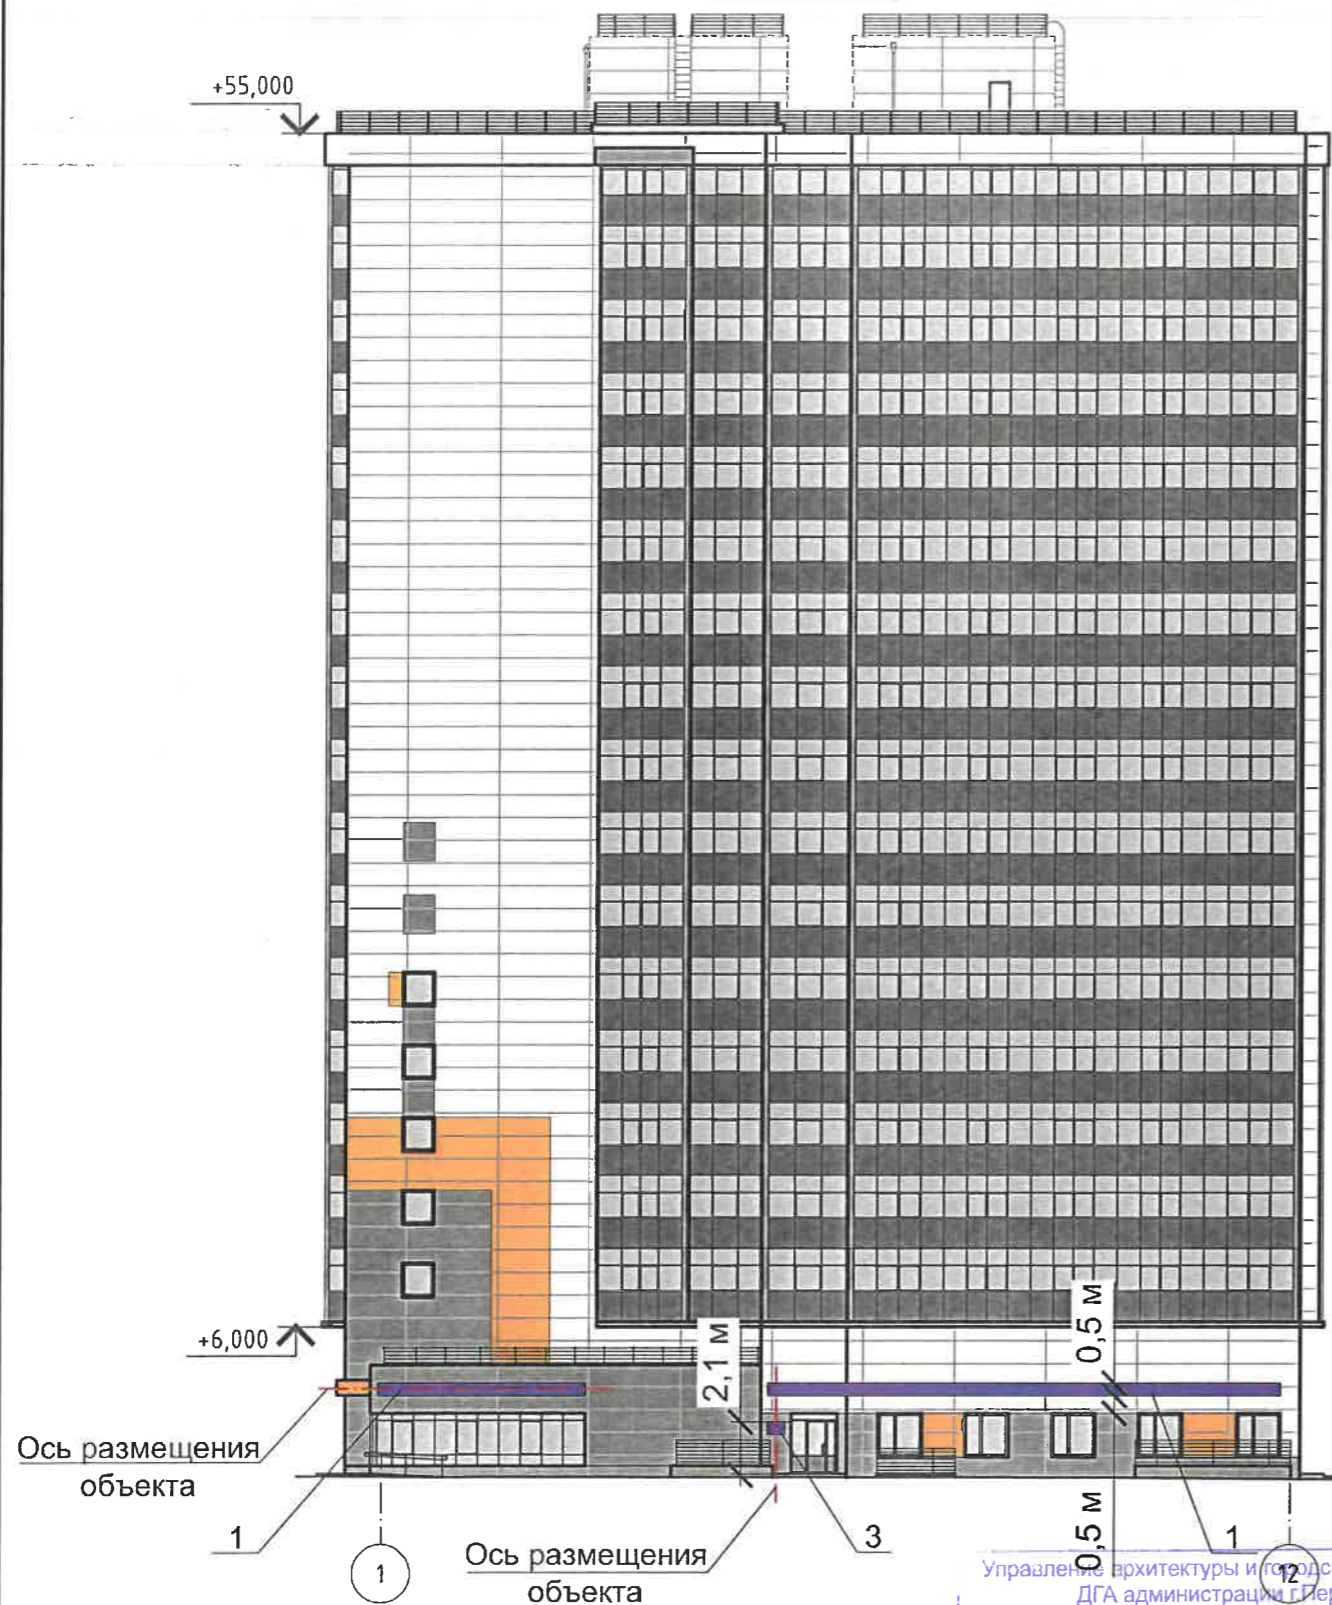 +55,000
+6,000
2,1 м
0,5 м
Ось размещения
объекта
1
1
Ось размещения
объекта
3
0,5 м
1
12
Управление архитектуры и
ДГА администрации